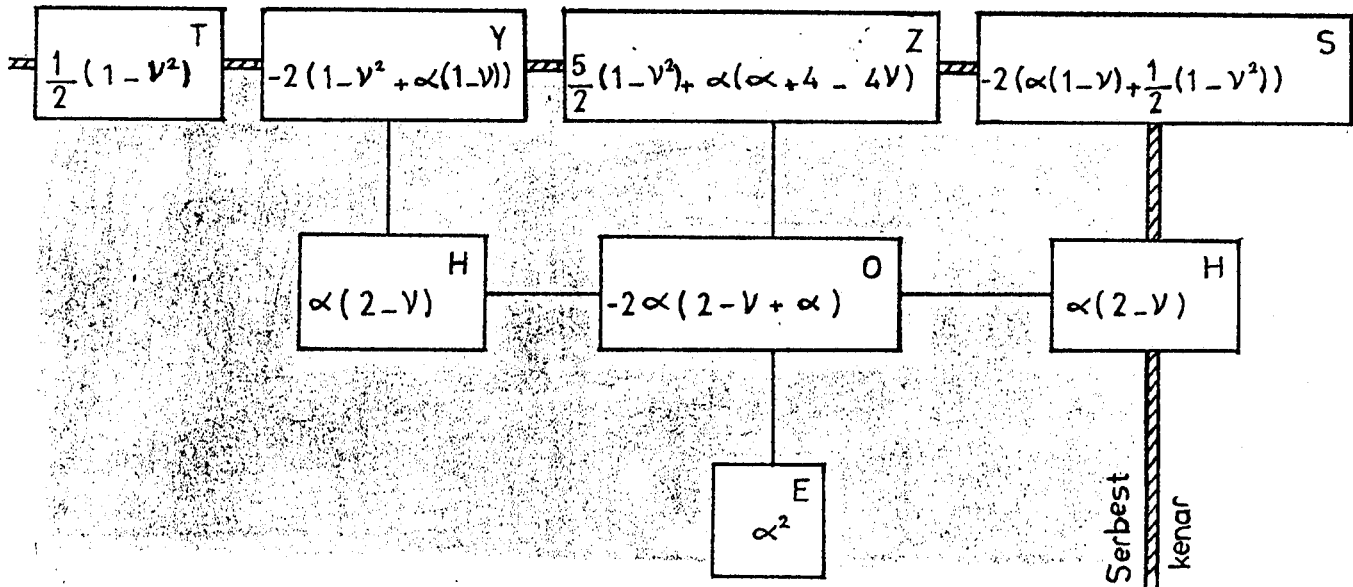 T Y Z S
½(1-ν²) -2(1-ν²+α(1-ν)) 5/2(1-ν²)+α(α+4-4ν) -2(α(1-ν)+½(1-ν²))
H O H
α(2-ν) -2α(2-ν+α) α(2-ν)
E
α²
Serbest
kenar